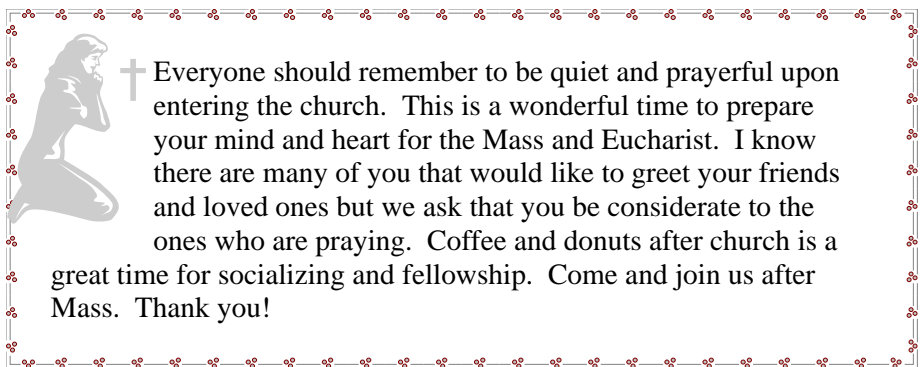 Everyone should remember to be quiet and prayerful upon
entering the church.  This is a wonderful time to prepare
your mind and heart for the Mass and Eucharist.  I know
there are many of you that would like to greet your friends
and loved ones but we ask that you be considerate to the
ones who are praying.  Coffee and donuts after church is a
great time for socializing and fellowship.  Come and join us after
Mass.  Thank you!